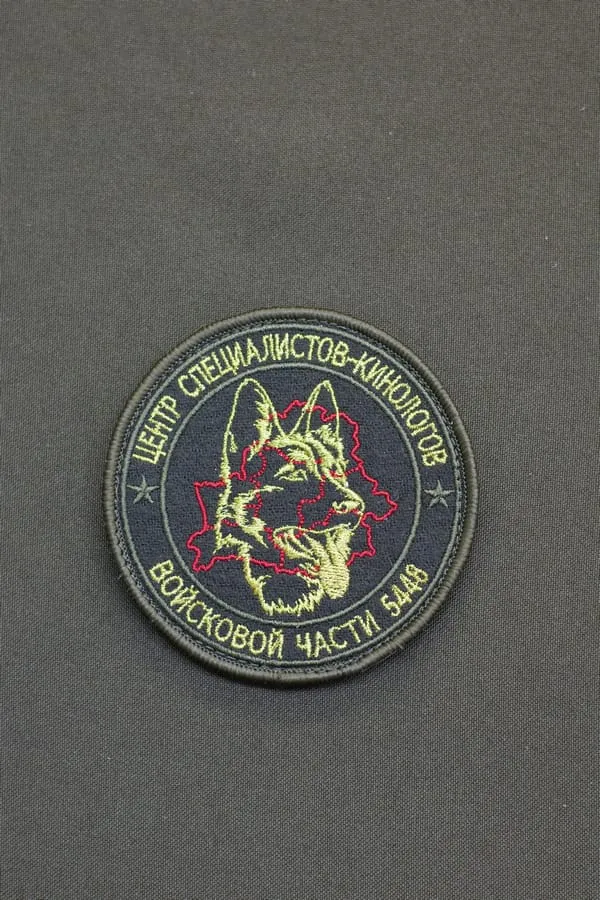 ЦЕНТР СПЕЦИАЛИСТОВ-КИНОЛОГОВ
ВОЙСКОВОЙ ЧАСТИ 5448